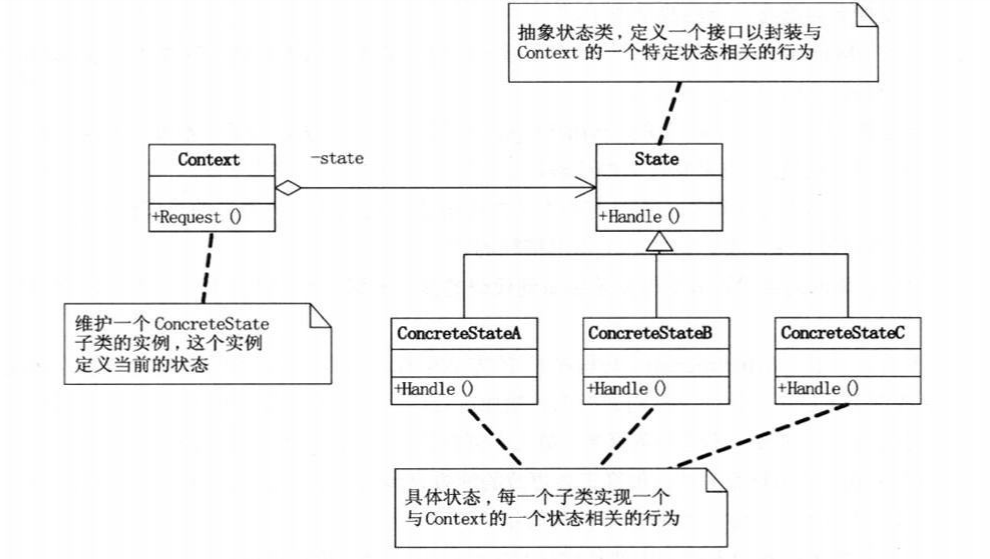 抽象状态类，定义一个接口以封装与
Context 的一个特定状态相关的行为
Context
-state
State
+Request()
+Handle()
维护一个 ConcreteState
子类的实例，这个实例
定义当前的状态
ConcreteStateA
ConcreteStateB
ConcreteStateC
+Handle()
+Handle()
+Handle()
具体状态，每一个子类实现一个
与Context的一个状态相关的行为